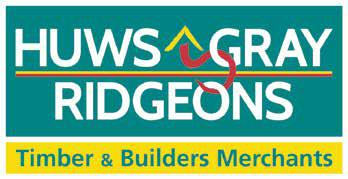 HUWS GRAY
RIDGEONS
Timber & Builders Merchants